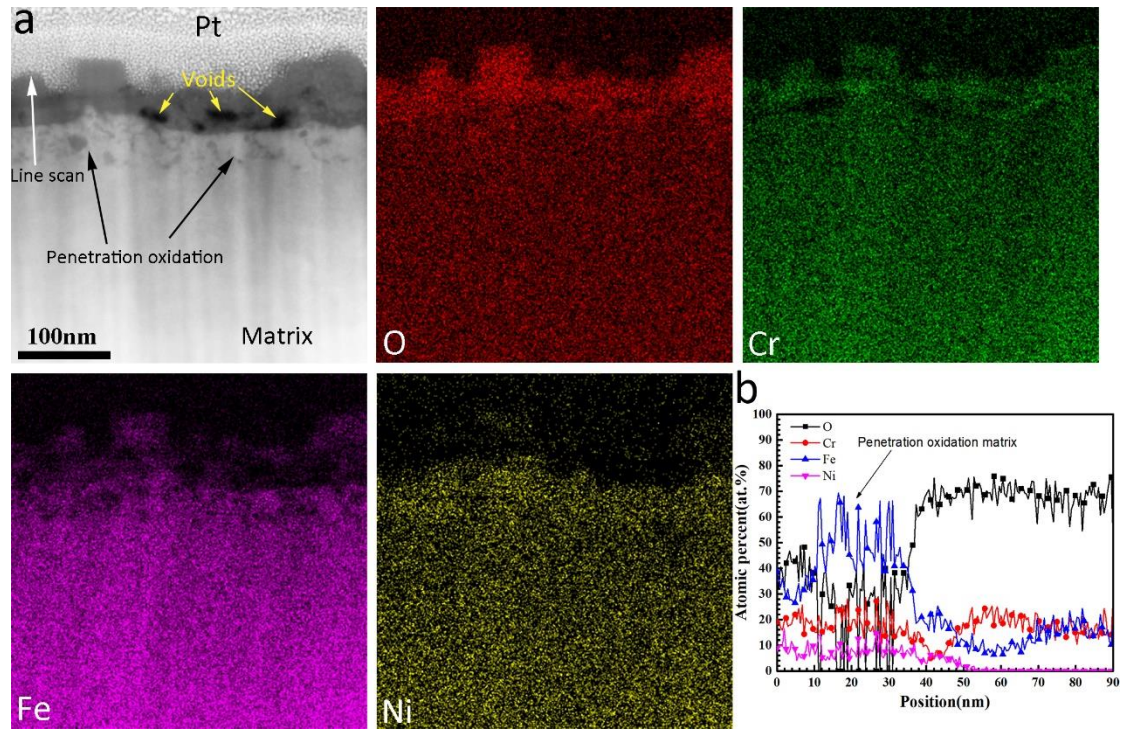 a
Pt
Voids
Line scan
Penetration oxidation
100nm
Matrix
O
Cr
Fe
Ni
b
O
Cr
Fe
Ni
Penetration oxidation matrix
Atomic percent(at.%)
100
90
80
70
60
50
40
30
20
10
0
0 10 20 30 40 50 60 70 80 90
Position(nm)